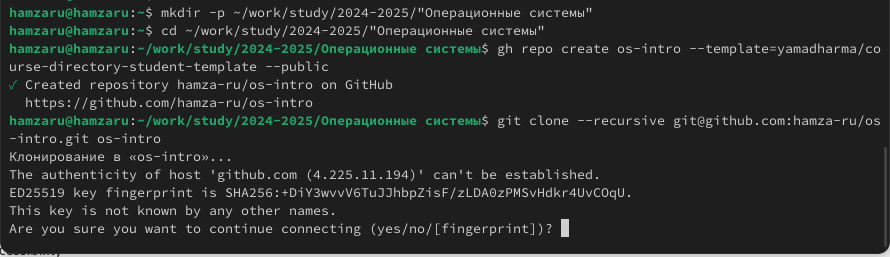 hamzaru@hamzaru:~$ mkdir -p ~/work/study/2024-2025/"Операционные системы"
hamzaru@hamzaru:~$ cd ~/work/study/2024-2025/"Операционные системы"
hamzaru@hamzaru:~/work/study/2024-2025/Операционные системы$ gh repo create os-intro --template=yamadharma/co
urse-directory-student-template --public
✓ Created repository hamza-ru/os-intro on GitHub
  https://github.com/hamza-ru/os-intro
hamzaru@hamzaru:~/work/study/2024-2025/Операционные системы$ git clone --recursive git@github.com:hamza-ru/os
-intro.git os-intro
Клонирование в «os-intro»...
The authenticity of host 'github.com (4.225.11.194)' can't be established.
ED25519 key fingerprint is SHA256:+DiY3wvvV6TuJJhbpZisF/zLDA0zPMSvHdkr4UvCOqU.
This key is not known by any other names.
Are you sure you want to continue connecting (yes/no/[fingerprint])?